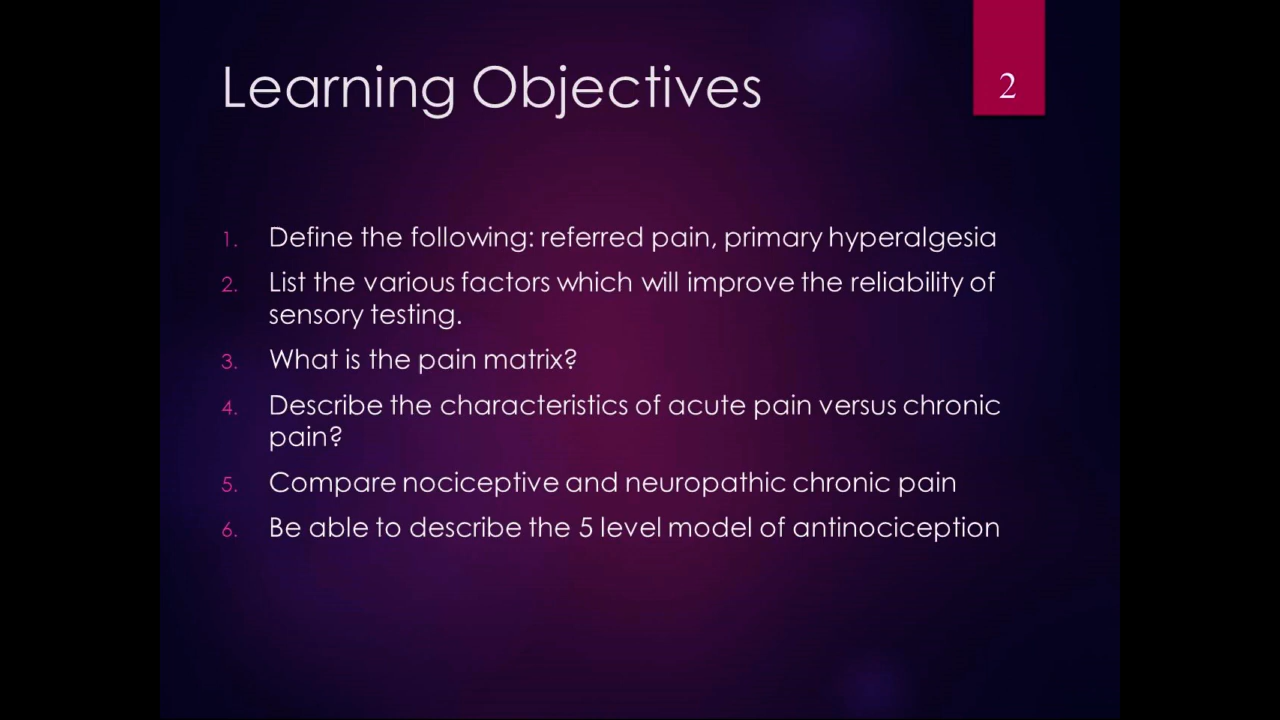 Learning Objectives
2
1. Define the following: referred pain, primary hyperalgesia
2. List the various factors which will improve the reliability of
sensory testing.
3. What is the pain matrix?
4. Describe the characteristics of acute pain versus chronic
pain?
5. Compare nociceptive and neuropathic chronic pain
6. Be able to describe the 5 level model of antinociception